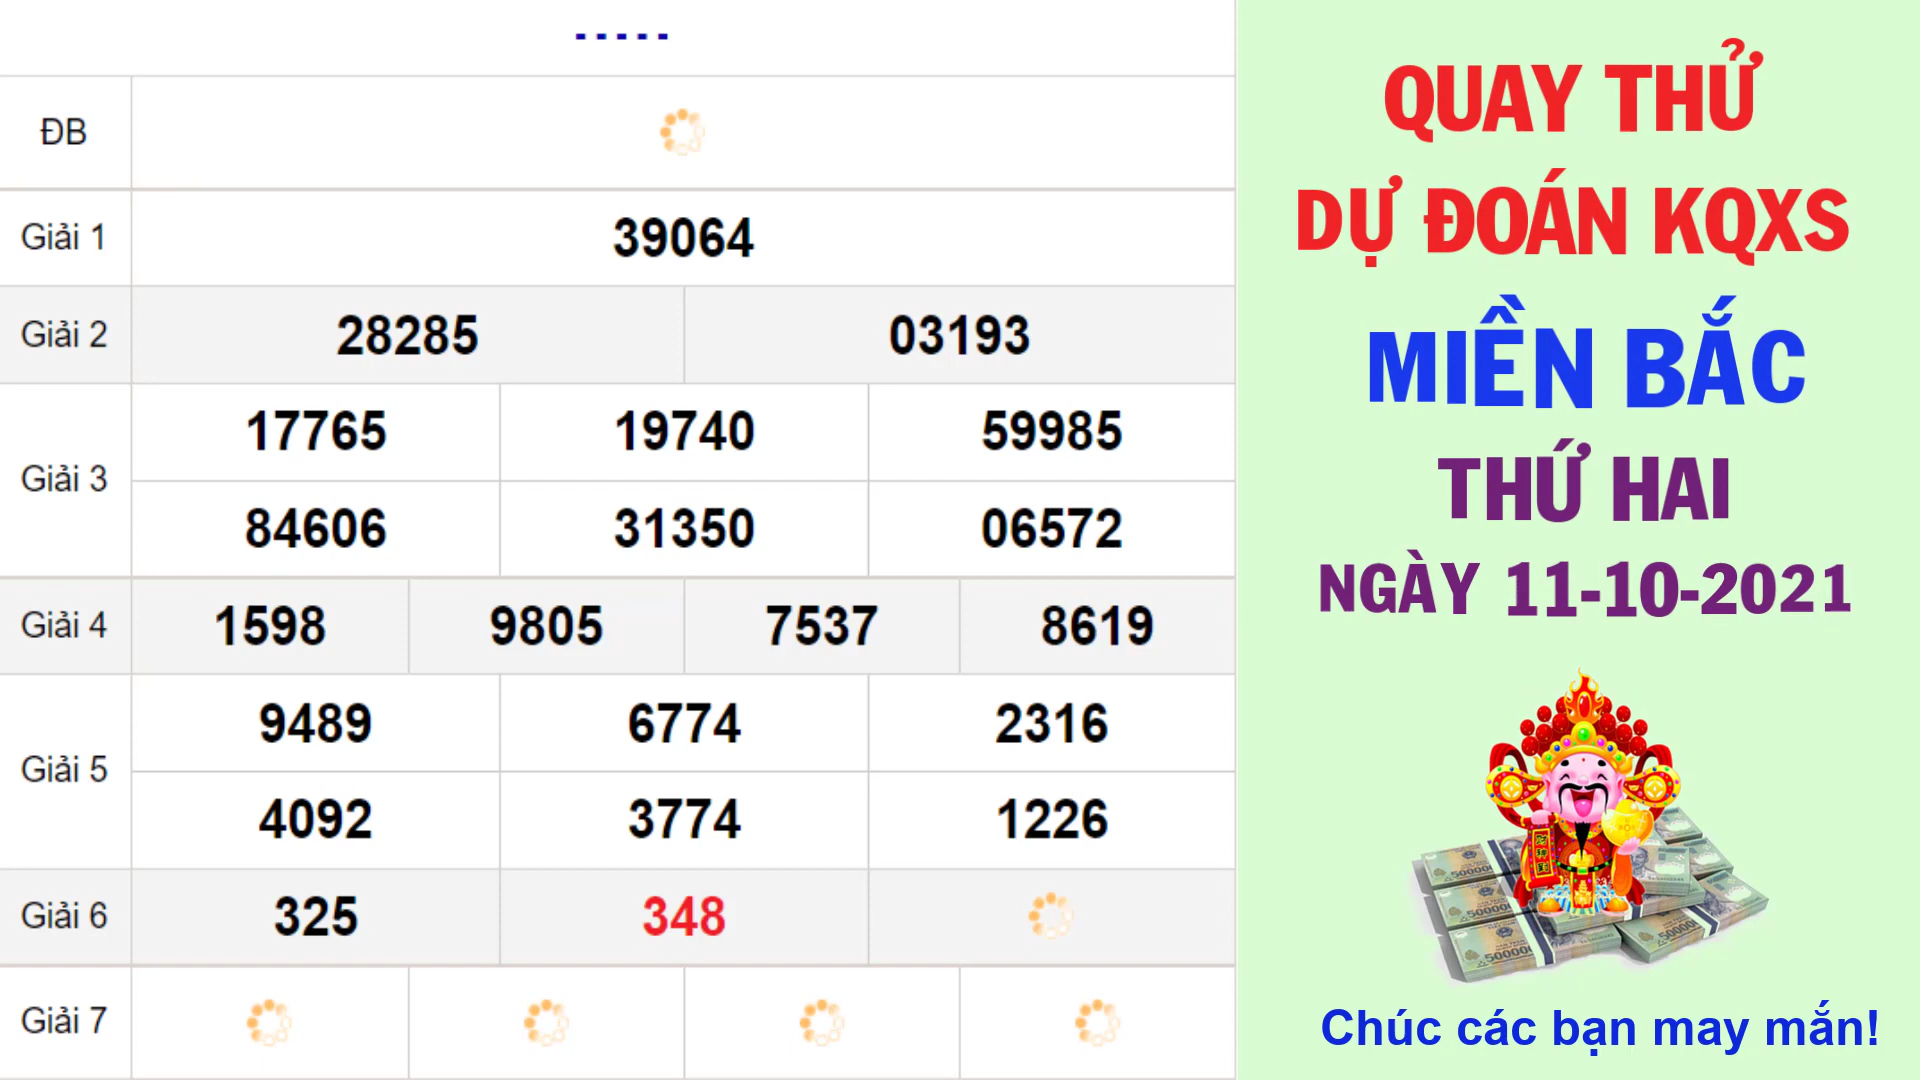 -----
ĐB
Giải 1 39064
Giải 2 28285 03193
Giải 3 17765 19740 59985
84606 31350 06572
Giải 4 1598 9805 7537 8619
Giải 5 9489 6774 2316
4092 3774 1226
Giải 6 325 348
Giải 7
QUAY THỬ
DỰ ĐOÁN KQXS
MIỀN BẮC
THỨ HAI
NGÀY 11-10-2021
Chúc các bạn may mắn!